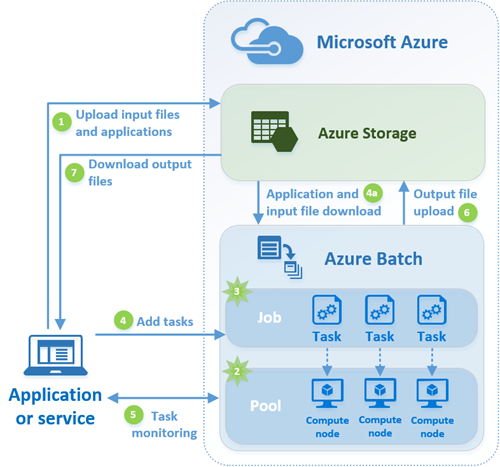 Microsoft Azure
Azure Storage
1 Upload input files
and applications
7 Download output
files
Application and 4a
input file download
Output file
upload 6
Azure Batch
3
Job
Task
Task
Task
4 Add tasks
2
Pool
Compute
node
Compute
node
Compute
node
Application
or service
5 Task
monitoring